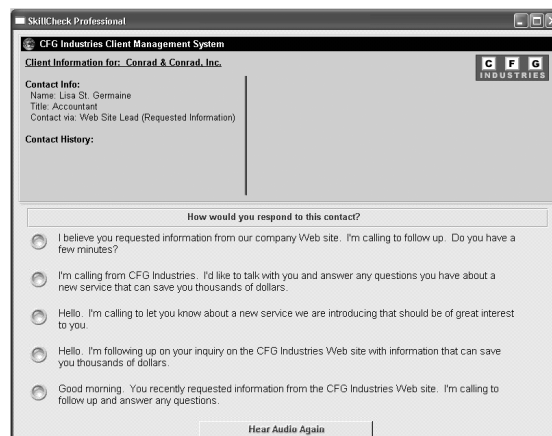 SkillCheck Professional
CFG Industries Client Management System
Client Information for: Conrad & Conrad, Inc.
C F G
INDUSTRIES
Contact Info:
Name: Lisa St. Germaine
Title: Accountant
Contact via: Web Site Lead (Requested Information)
Contact History:
How would you respond to this contact?
I believe you requested information from our company Web site. I'm calling to follow up. Do you have a
few minutes?
I'm calling from CFG Industries. I'd like to talk with you and answer any questions you have about a
new service that can save you thousands of dollars.
Hello. I'm calling to let you know about a new service we are introducing that should be of great interest
to you.
Hello. I'm following up on your inquiry on the CFG Industries Web site with information that can save
you thousands of dollars.
Good morning. You recently requested information from the CFG Industries Web site. I'm calling to
follow up and answer any questions.
Hear Audio Again